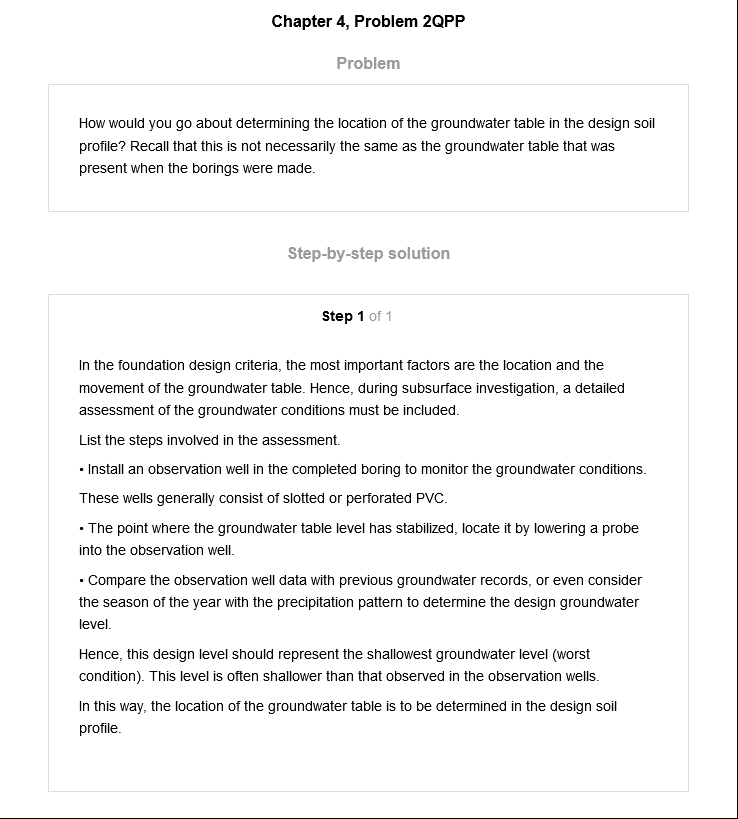 Chapter 4, Problem 2QPP
Problem
How would you go about determining the location of the groundwater table in the design soil
profile? Recall that this is not necessarily the same as the groundwater table that was
present when the borings were made.
Step-by-step solution
Step 1 of 1
In the foundation design criteria, the most important factors are the location and the
movement of the groundwater table. Hence, during subsurface investigation, a detailed
assessment of the groundwater conditions must be included.
List the steps involved in the assessment.
• Install an observation well in the completed boring to monitor the groundwater conditions.
These wells generally consist of slotted or perforated PVC.
• The point where the groundwater table level has stabilized, locate it by lowering a probe
into the observation well.
• Compare the observation well data with previous groundwater records, or even consider
the season of the year with the precipitation pattern to determine the design groundwater
level.
Hence, this design level should represent the shallowest groundwater level (worst
condition). This level is often shallower than that observed in the observation wells.
In this way, the location of the groundwater table is to be determined in the design soil
profile.